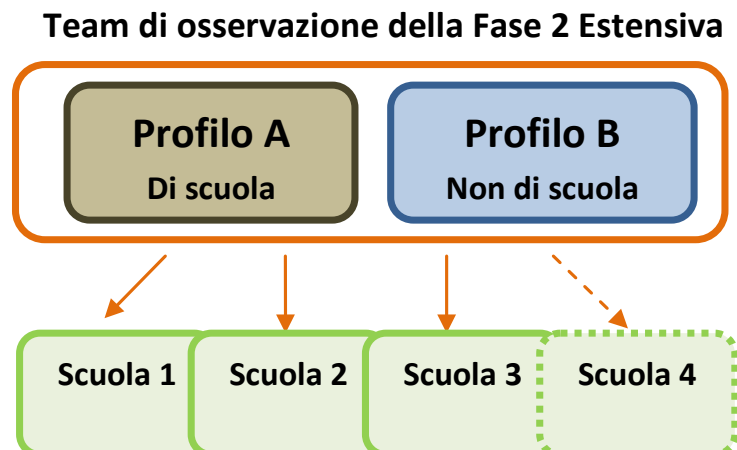 Team di osservazione della Fase 2 Estensiva
Profilo A
Di scuola
Profilo B
Non di scuola
Scuola 1
Scuola 2
Scuola 3
Scuola 4